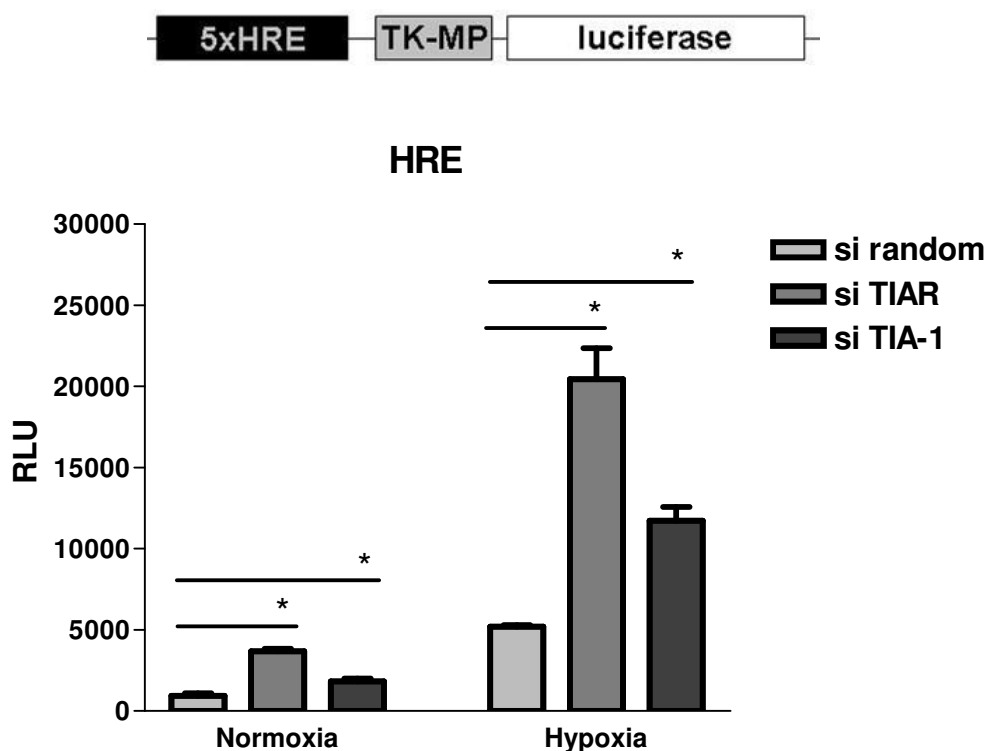 5xHRE TK-MP luciferase
HRE
30000
25000
20000
15000
10000
5000
0
RLU
* *
* *
Normoxia Hypoxia
si random
si TIAR
si TIA-1